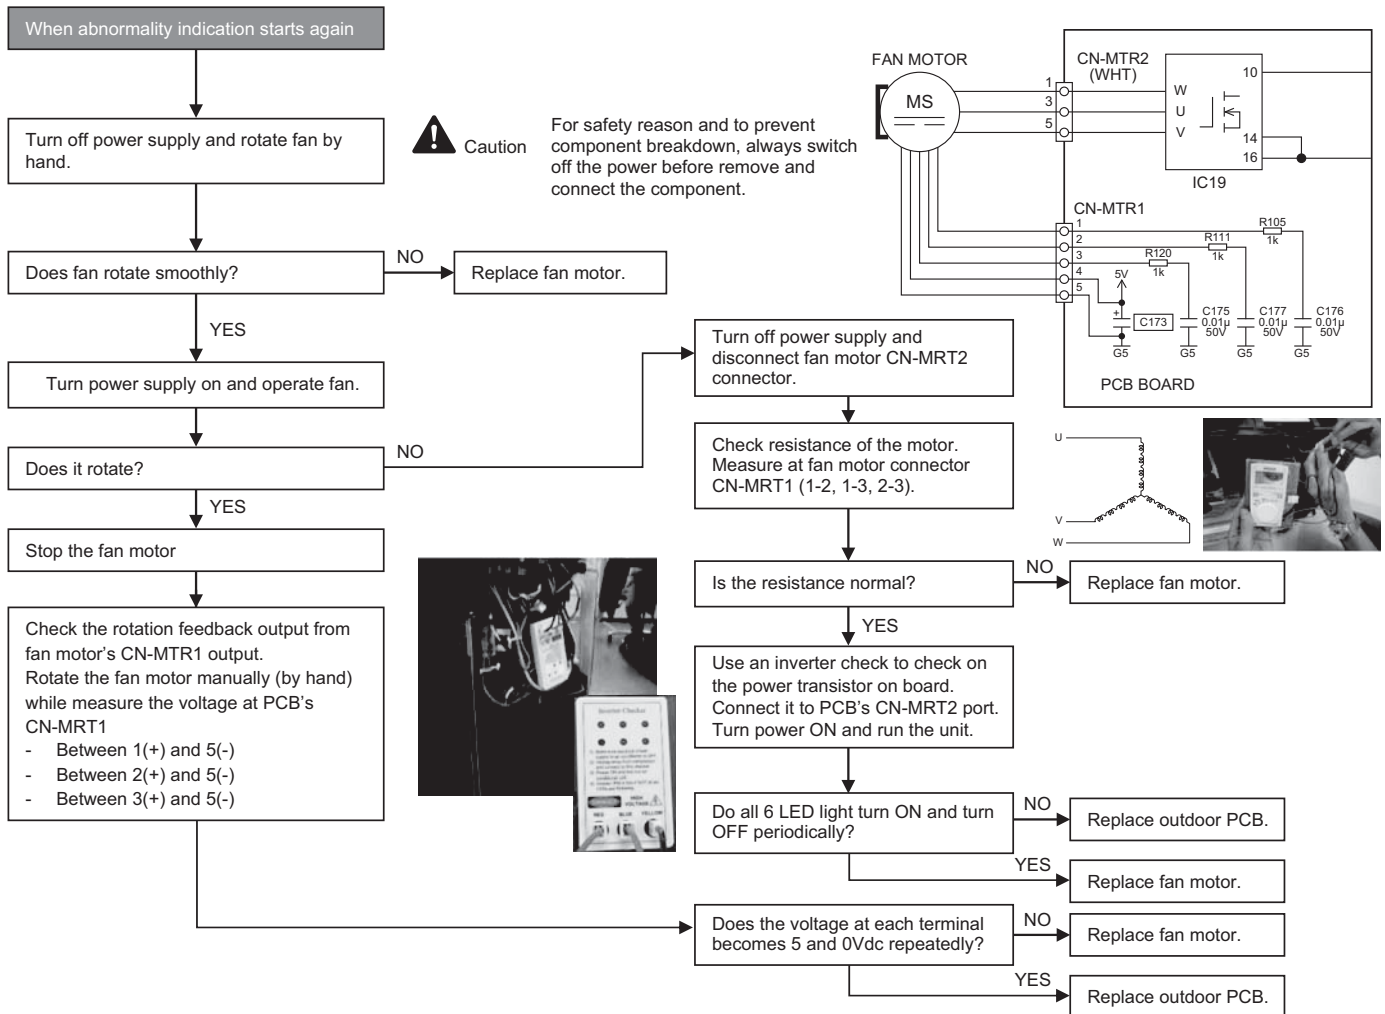 When abnormality indication starts again
Turn off power supply and rotate fan by
hand.
Caution
For safety reason and to prevent
component breakdown, always switch
off the power before remove and
connect the component.
Does fan rotate smoothly?
NO
Replace fan motor.
YES
Turn power supply on and operate fan.
Does it rotate?
NO
YES
Stop the fan motor
Check the rotation feedback output from
fan motor's CN-MTR1 output.
Rotate the fan motor manually (by hand)
while measure the voltage at PCB's
CN-MRT1
- Between 1(+) and 5(-)
- Between 2(+) and 5(-)
- Between 3(+) and 5(-)
Turn off power supply and
disconnect fan motor CN-MRT2
connector.
Check resistance of the motor.
Measure at fan motor connector
CN-MRT1 (1-2, 1-3, 2-3).
Is the resistance normal?
NO
Replace fan motor.
YES
Use an inverter check to check on
the power transistor on board.
Connect it to PCB's CN-MRT2 port.
Turn power ON and run the unit.
Do all 6 LED light turn ON and turn
OFF periodically?
NO
Replace outdoor PCB.
YES
Replace fan motor.
Does the voltage at each terminal
becomes 5 and 0Vdc repeatedly?
NO
Replace fan motor.
YES
Replace outdoor PCB.
FAN MOTOR
MS
CN-MTR2
(WHT)
1
3
5
W
U
V
10
14
16
IC19
CN-MTR1
1
2
3
4
5
R105
1k
R111
1k
R120
1k
5V
+
C173
C175
0.01µ
50V
C177
0.01µ
50V
C176
0.01µ
50V
G5
G5
G5
G5
PCB BOARD
U
V
W
Inverter Checker
HIGH
VOLTAGE
RED
BLUE
YELLOW